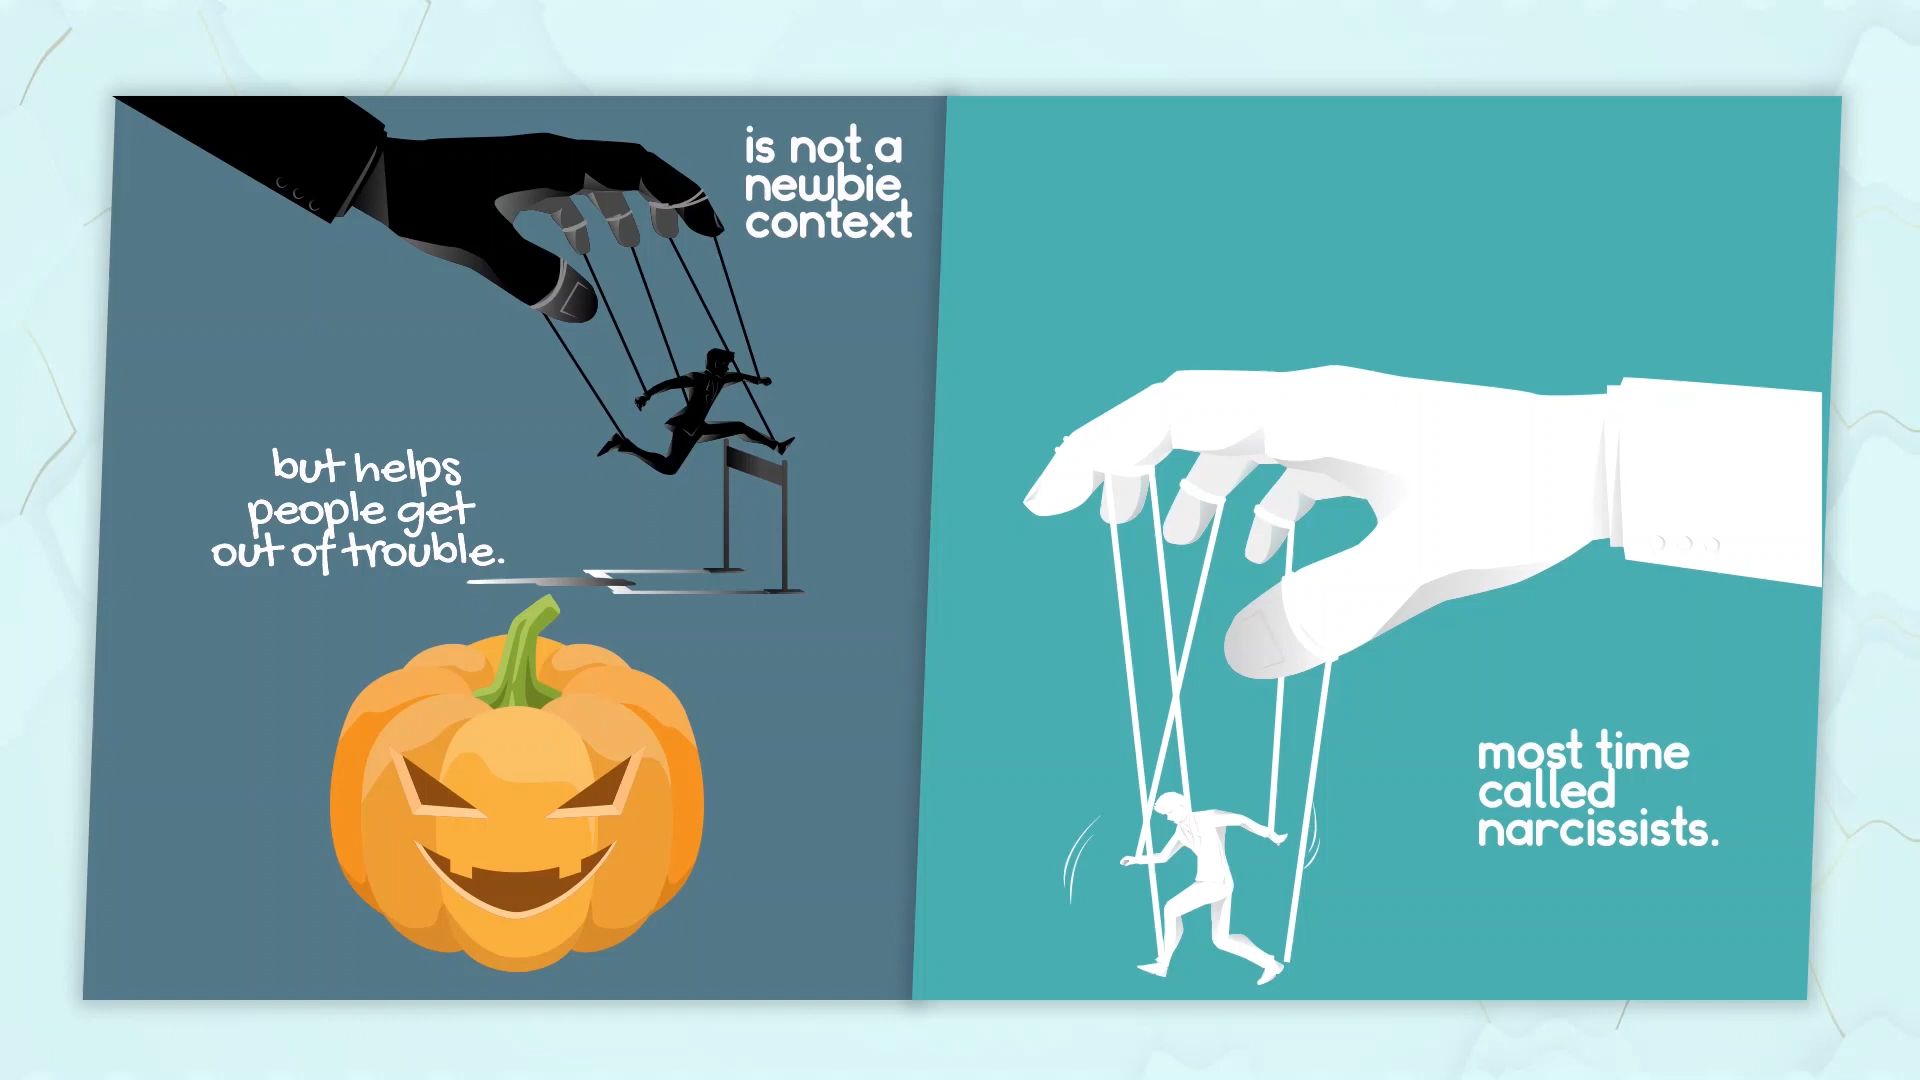 is not a
newbie
context
but helps
people get
out of trouble.
most time
called
narcissists.